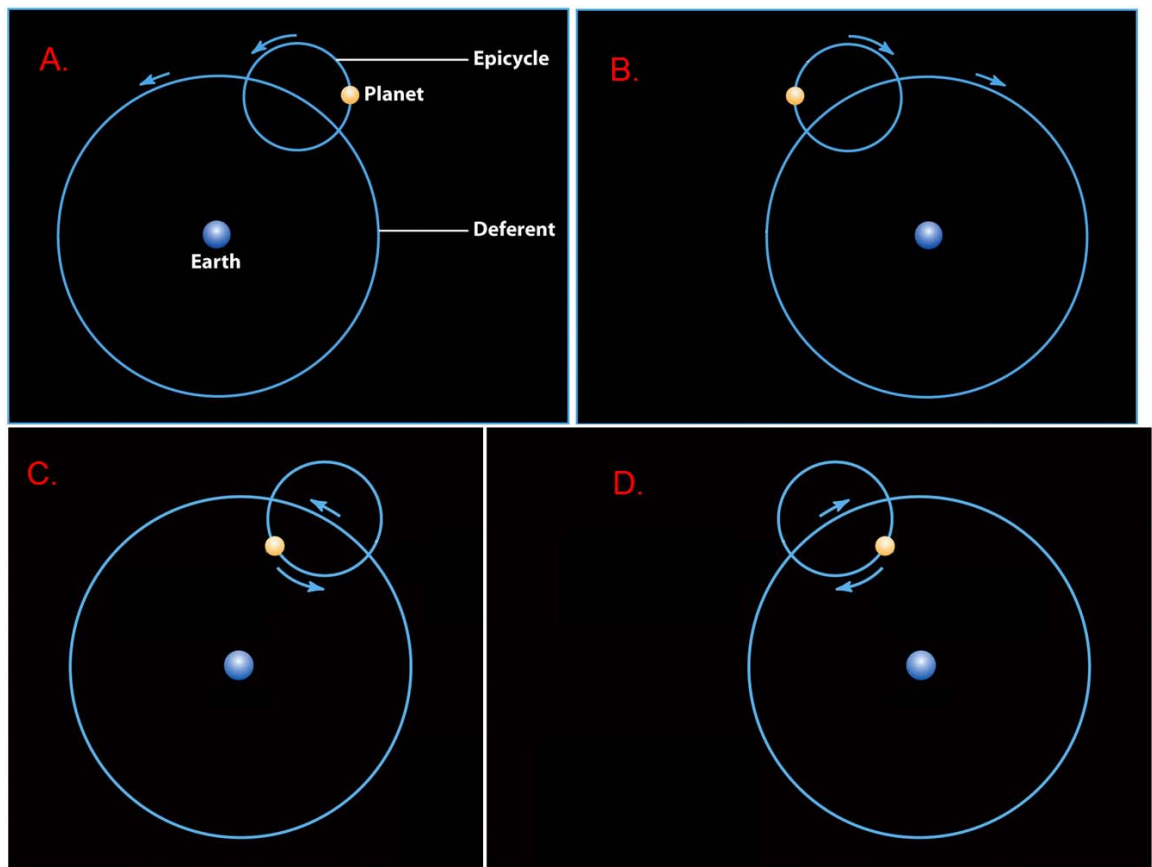 A.
Epicycle
Planet
Deferent
Earth
B.
C.
D.